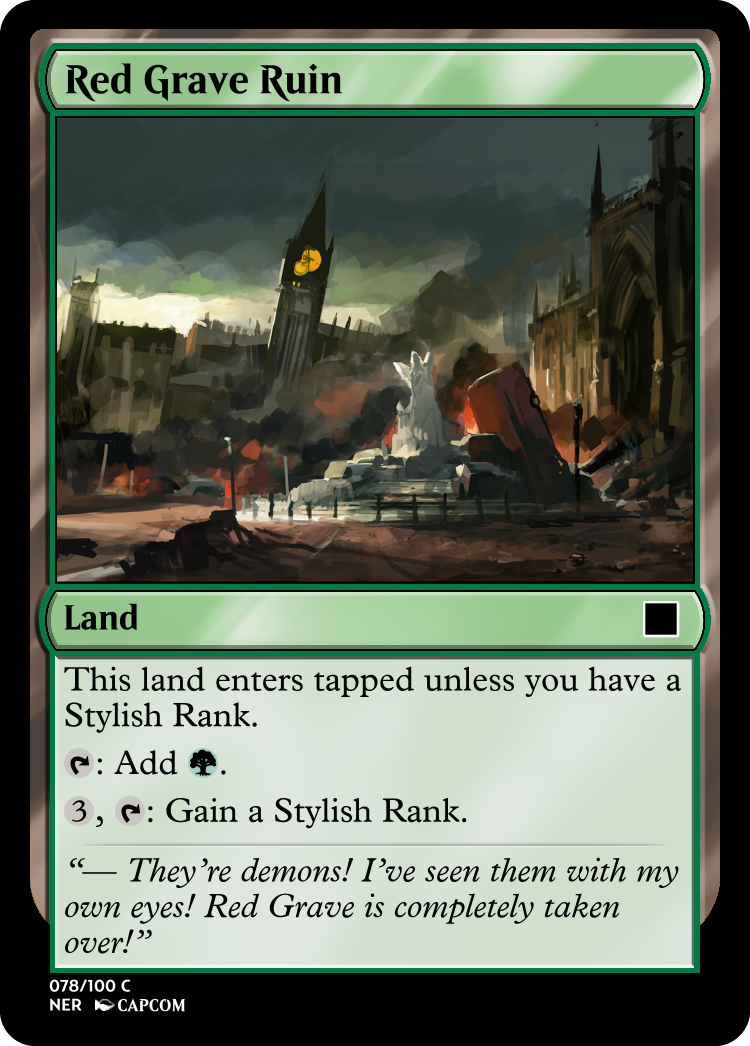 Red Grave Ruin
Land
This land enters tapped unless you have a
Stylish Rank.
: Add .
3, : Gain a Stylish Rank.
“— They’re demons! I’ve seen them with my
own eyes! Red Grave is completely taken
over!”
078/100 C
NER CAPCOM